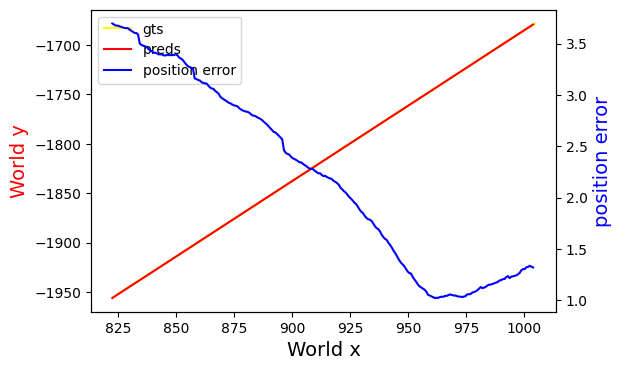 gts
preds
position error
−1700
−1750
−1800
−1850
−1900
−1950
World y
3.5
3.0
2.5
2.0
1.5
1.0
position error
825 850 875 900 925 950 975 1000
World x